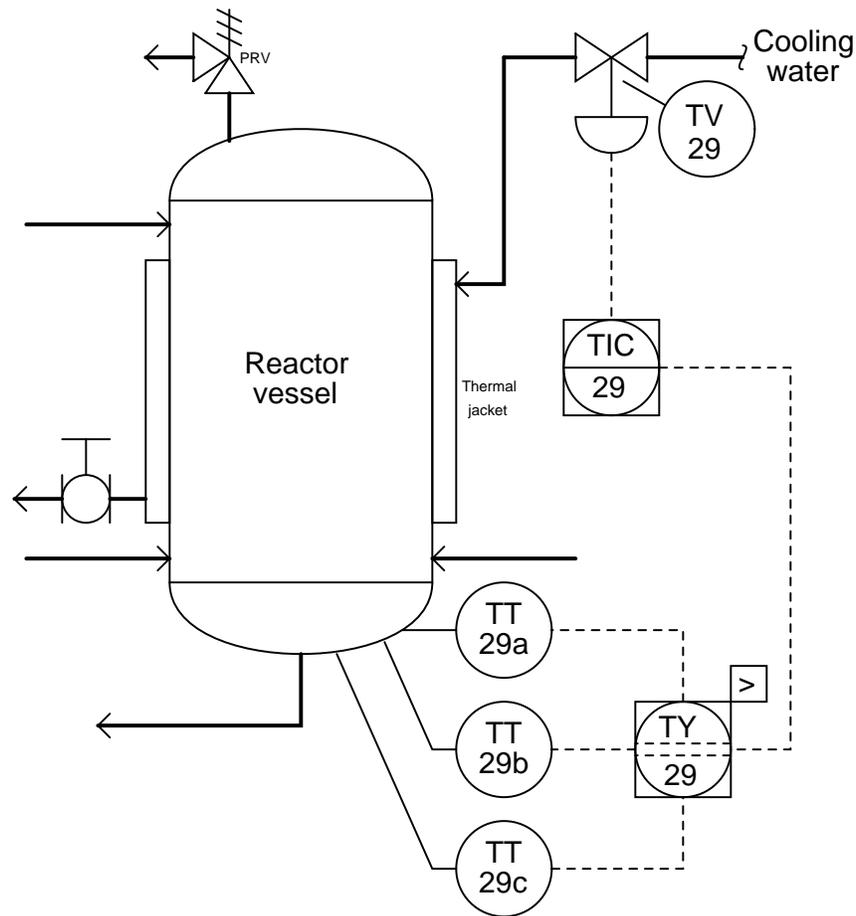 PRV
Cooling
water
TV
29
TIC
29
Reactor
vessel
Thermal
jacket
TT
29a
>
TY
29
TT
29b
TT
29c